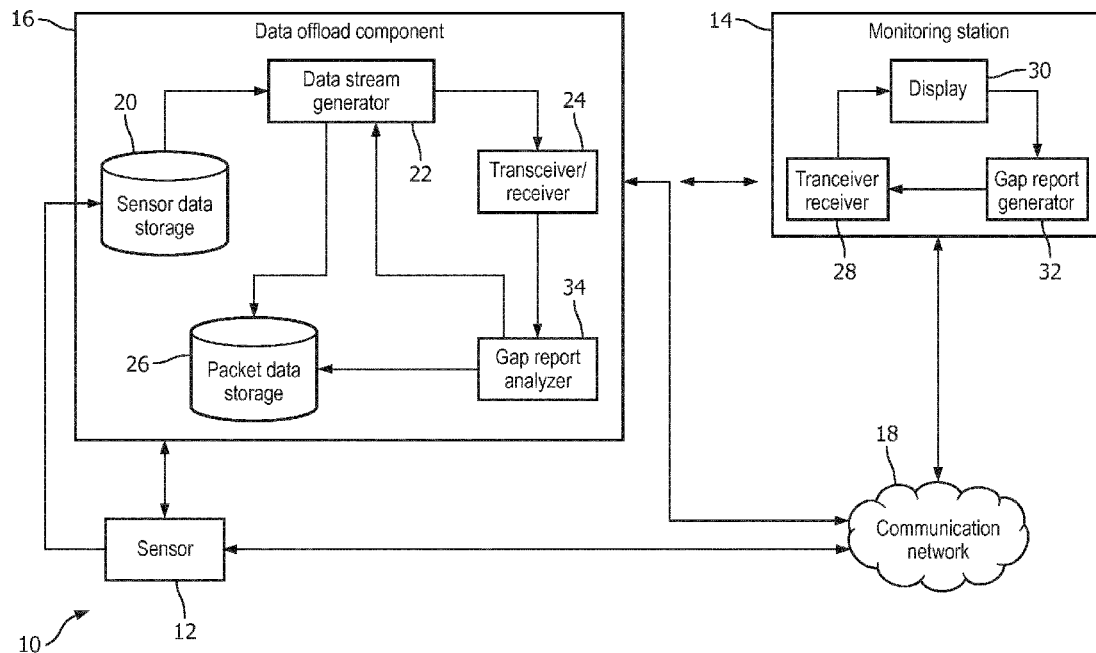 16
Data offload component
14
Monitoring station
20
Data stream
generator
22
24
Transceiver/
receiver
Sensor data
storage
30
Display
Tranceiver
receiver
28
Gap report
generator
32
26
Packet data
storage
34
Gap report
analyzer
18
Communication
network
Sensor
12
10